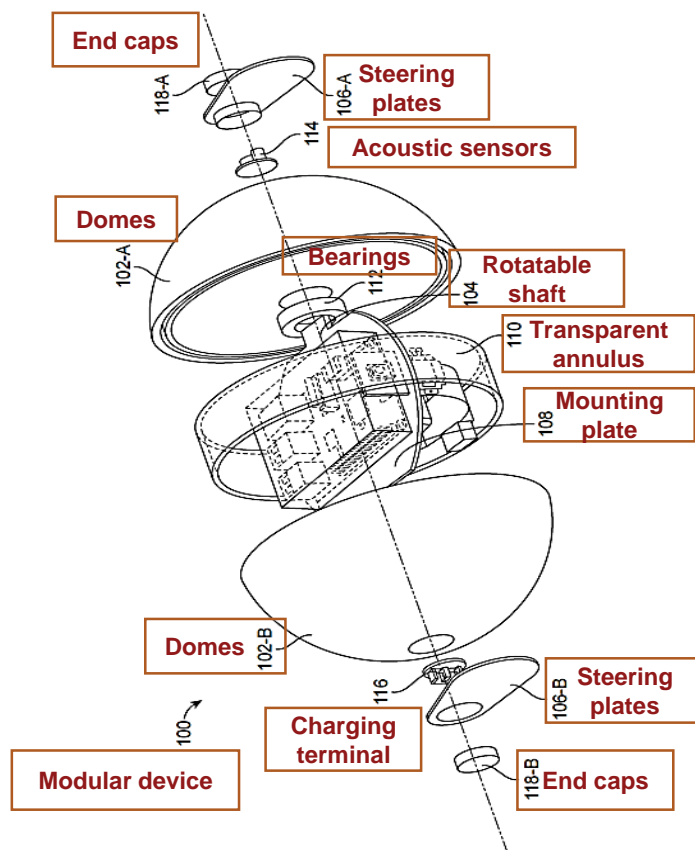 End caps
118-A
Steering
plates
106-A
114
Acoustic sensors
Domes
102-A
Bearings
112
Rotatable
shaft
104
110
Transparent
annulus
Mounting
plate
108
Domes
102-B
116
Steering
plates
106-B
Charging
terminal
100
Modular device
118-B
End caps